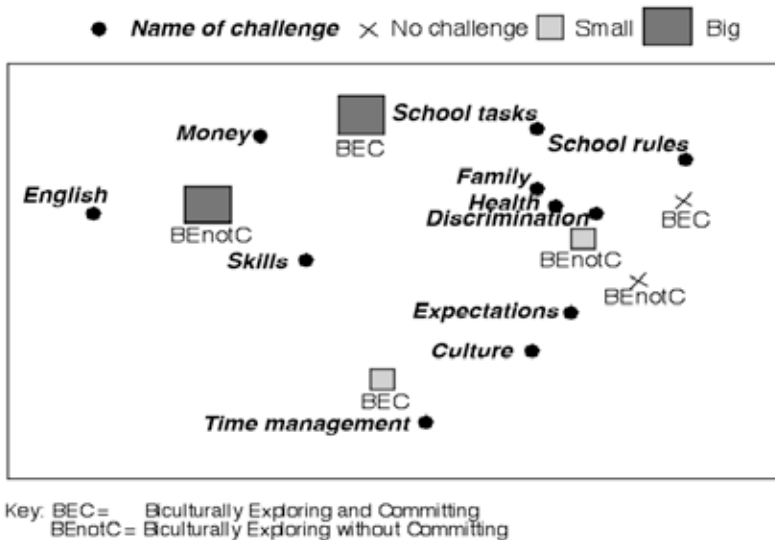 Name of challenge No challenge Small Big
School tasks
Money
BEC
School rules
Family
English
Health
BEC
Discrimination
BEnotC
BEnotC
Skills
BEnotC
Expectations
Culture
BEC
Time management
Key: BEC= Biculturally Exploring and Committing
BEnotC= Biculturally Exploring without Committing